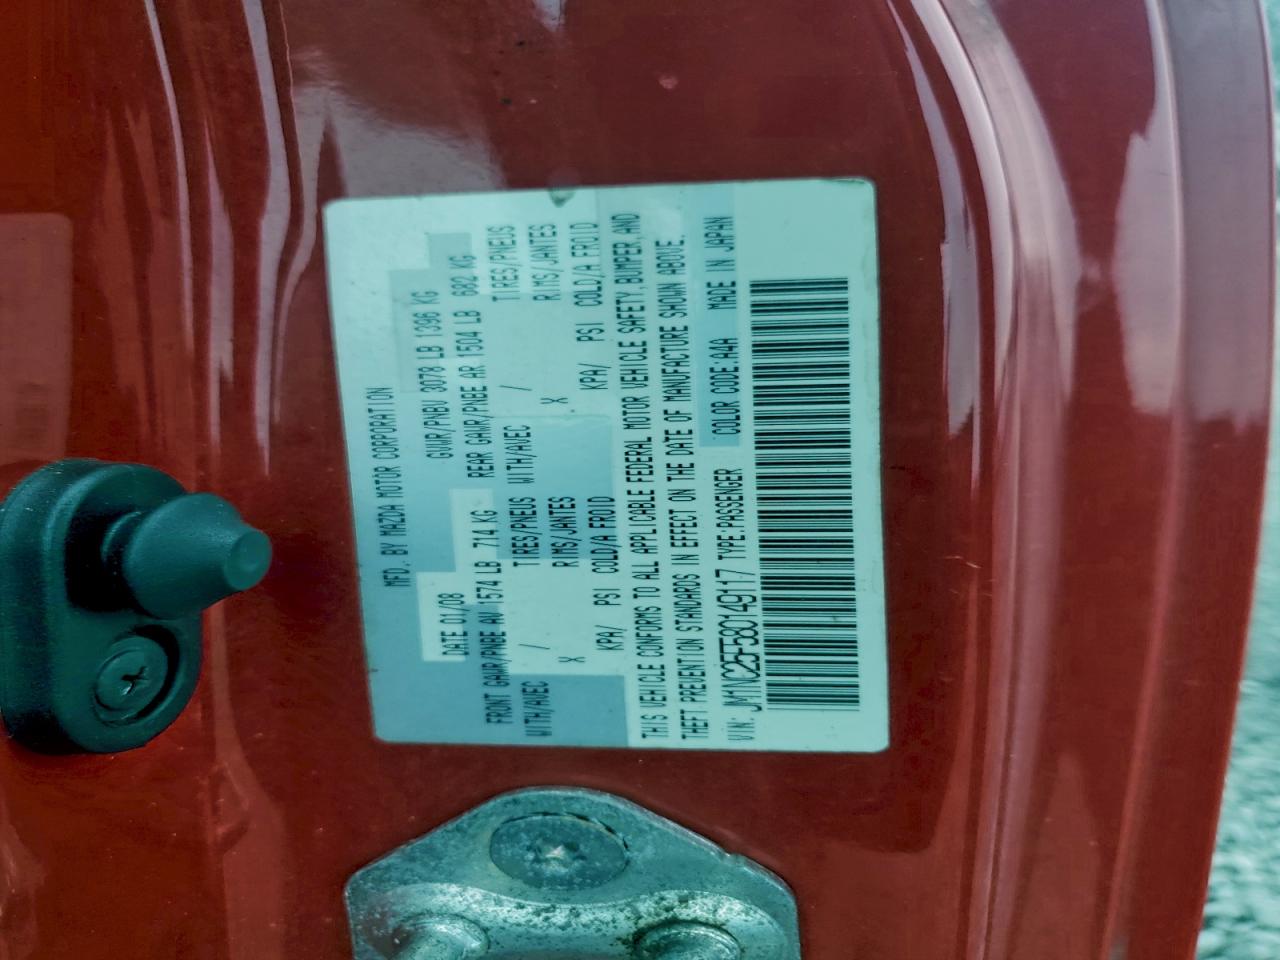 MFD. BY MAZDA MOTOR CORPORATION
DATE 01/08 GVWR/PNBV 3078 LB 1396 KG
FRONT GAWR/PNBE AV 1574 LB 714 KG REAR GAWR/PNBE AR 1504 LB 682 KG
WITH/AVEC / TIRES/PNEUS WITH/AVEC / TIRES/PNEUS
X RIMS/JANTES X RIMS/JANTES
KPA/ PSI COLD/A FROID KPA/ PSI COLD/A FROID
THIS VEHICLE CONFORMS TO ALL APPLICABLE FEDERAL MOTOR VEHICLE SAFETY BUMPER, AND
THEFT PREVENTION STANDARDS IN EFFECT ON THE DATE OF MANUFACTURE SHOWN ABOVE.
VIN: JM1NC25F580149117 TYPE:PASSENGER COLOR CODE:A4A MADE IN JAPAN